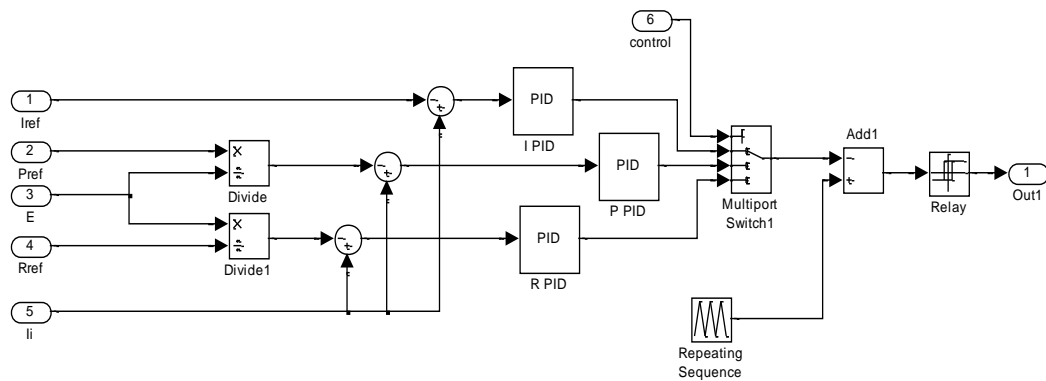 6
control
PID
I PID
1
Iref
2
Pref
3
E
4
Rref
5
Ii
Divide
Divide1
PID
P PID
PID
R PID
Multiport
Switch1
Add1
Relay
1
Out1
Repeating
Sequence